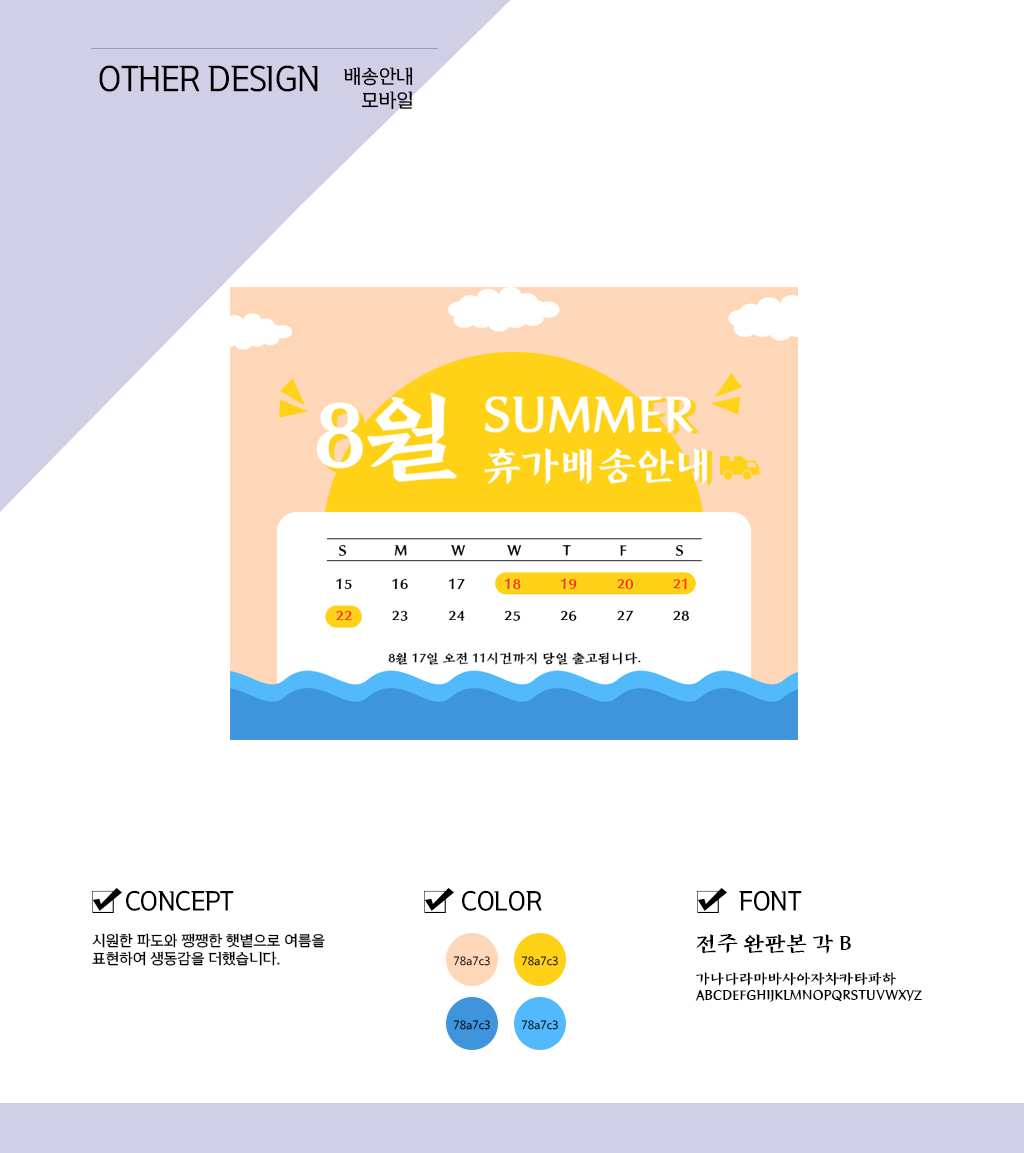 OTHER DESIGN
배송안내
모바일
8월
SUMMER
휴가배송안내
S M W W T F S
15 16 17 18 19 20 21
22 23 24 25 26 27 28
8월 17일 오전 11시건까지 당일 출고됩니다.
CONCEPT
시원한 파도와 쨍쨍한 햇볕으로 여름을
표현하여 생동감을 더했습니다.
COLOR
78a7c3 78a7c3
78a7c3 78a7c3
FONT
전주 완판본 각 B
가나다라마바사아자차카타파하
ABCDEFGHIJKLMNOPQRSTUVWXYZ